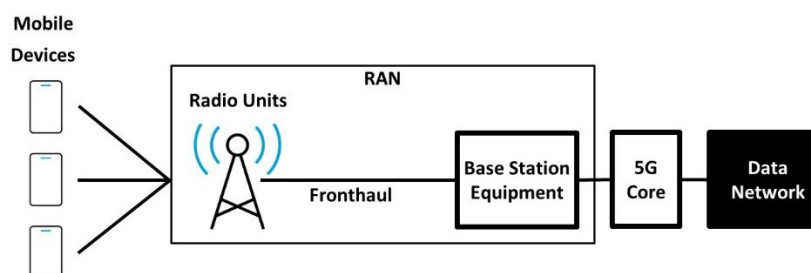 Mobile
Devices
RAN
Radio Units
Fronthaul
Base Station
Equipment
5G
Core
Data
Network